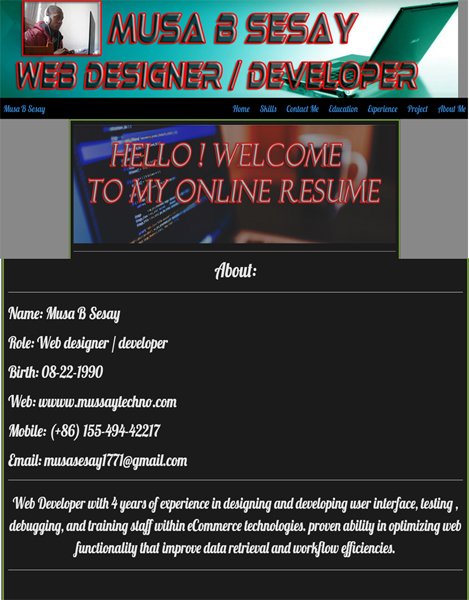 MUSA B SESAY
WEB DESIGNER / DEVELOPER
Musa B Sesay Home Skills Contact Me Education Experience Project About Me
HELLO ! WELCOME
TO MY ONLINE RESUME
About:
Name: Musa B Sesay
Role: Web designer / developer
Birth: 08-22-1990
Web: wwww.mussaytechno.com
Mobile: (+86) 155-494-42217
Email: musasesay1771@gmail.com
Web Developer with 4 years of experience in designing and developing user interface, testing ,
debugging, and training staff within eCommerce technologies. proven ability in optimizing web
functionality that improve data retrieval and workflow efficiencies.